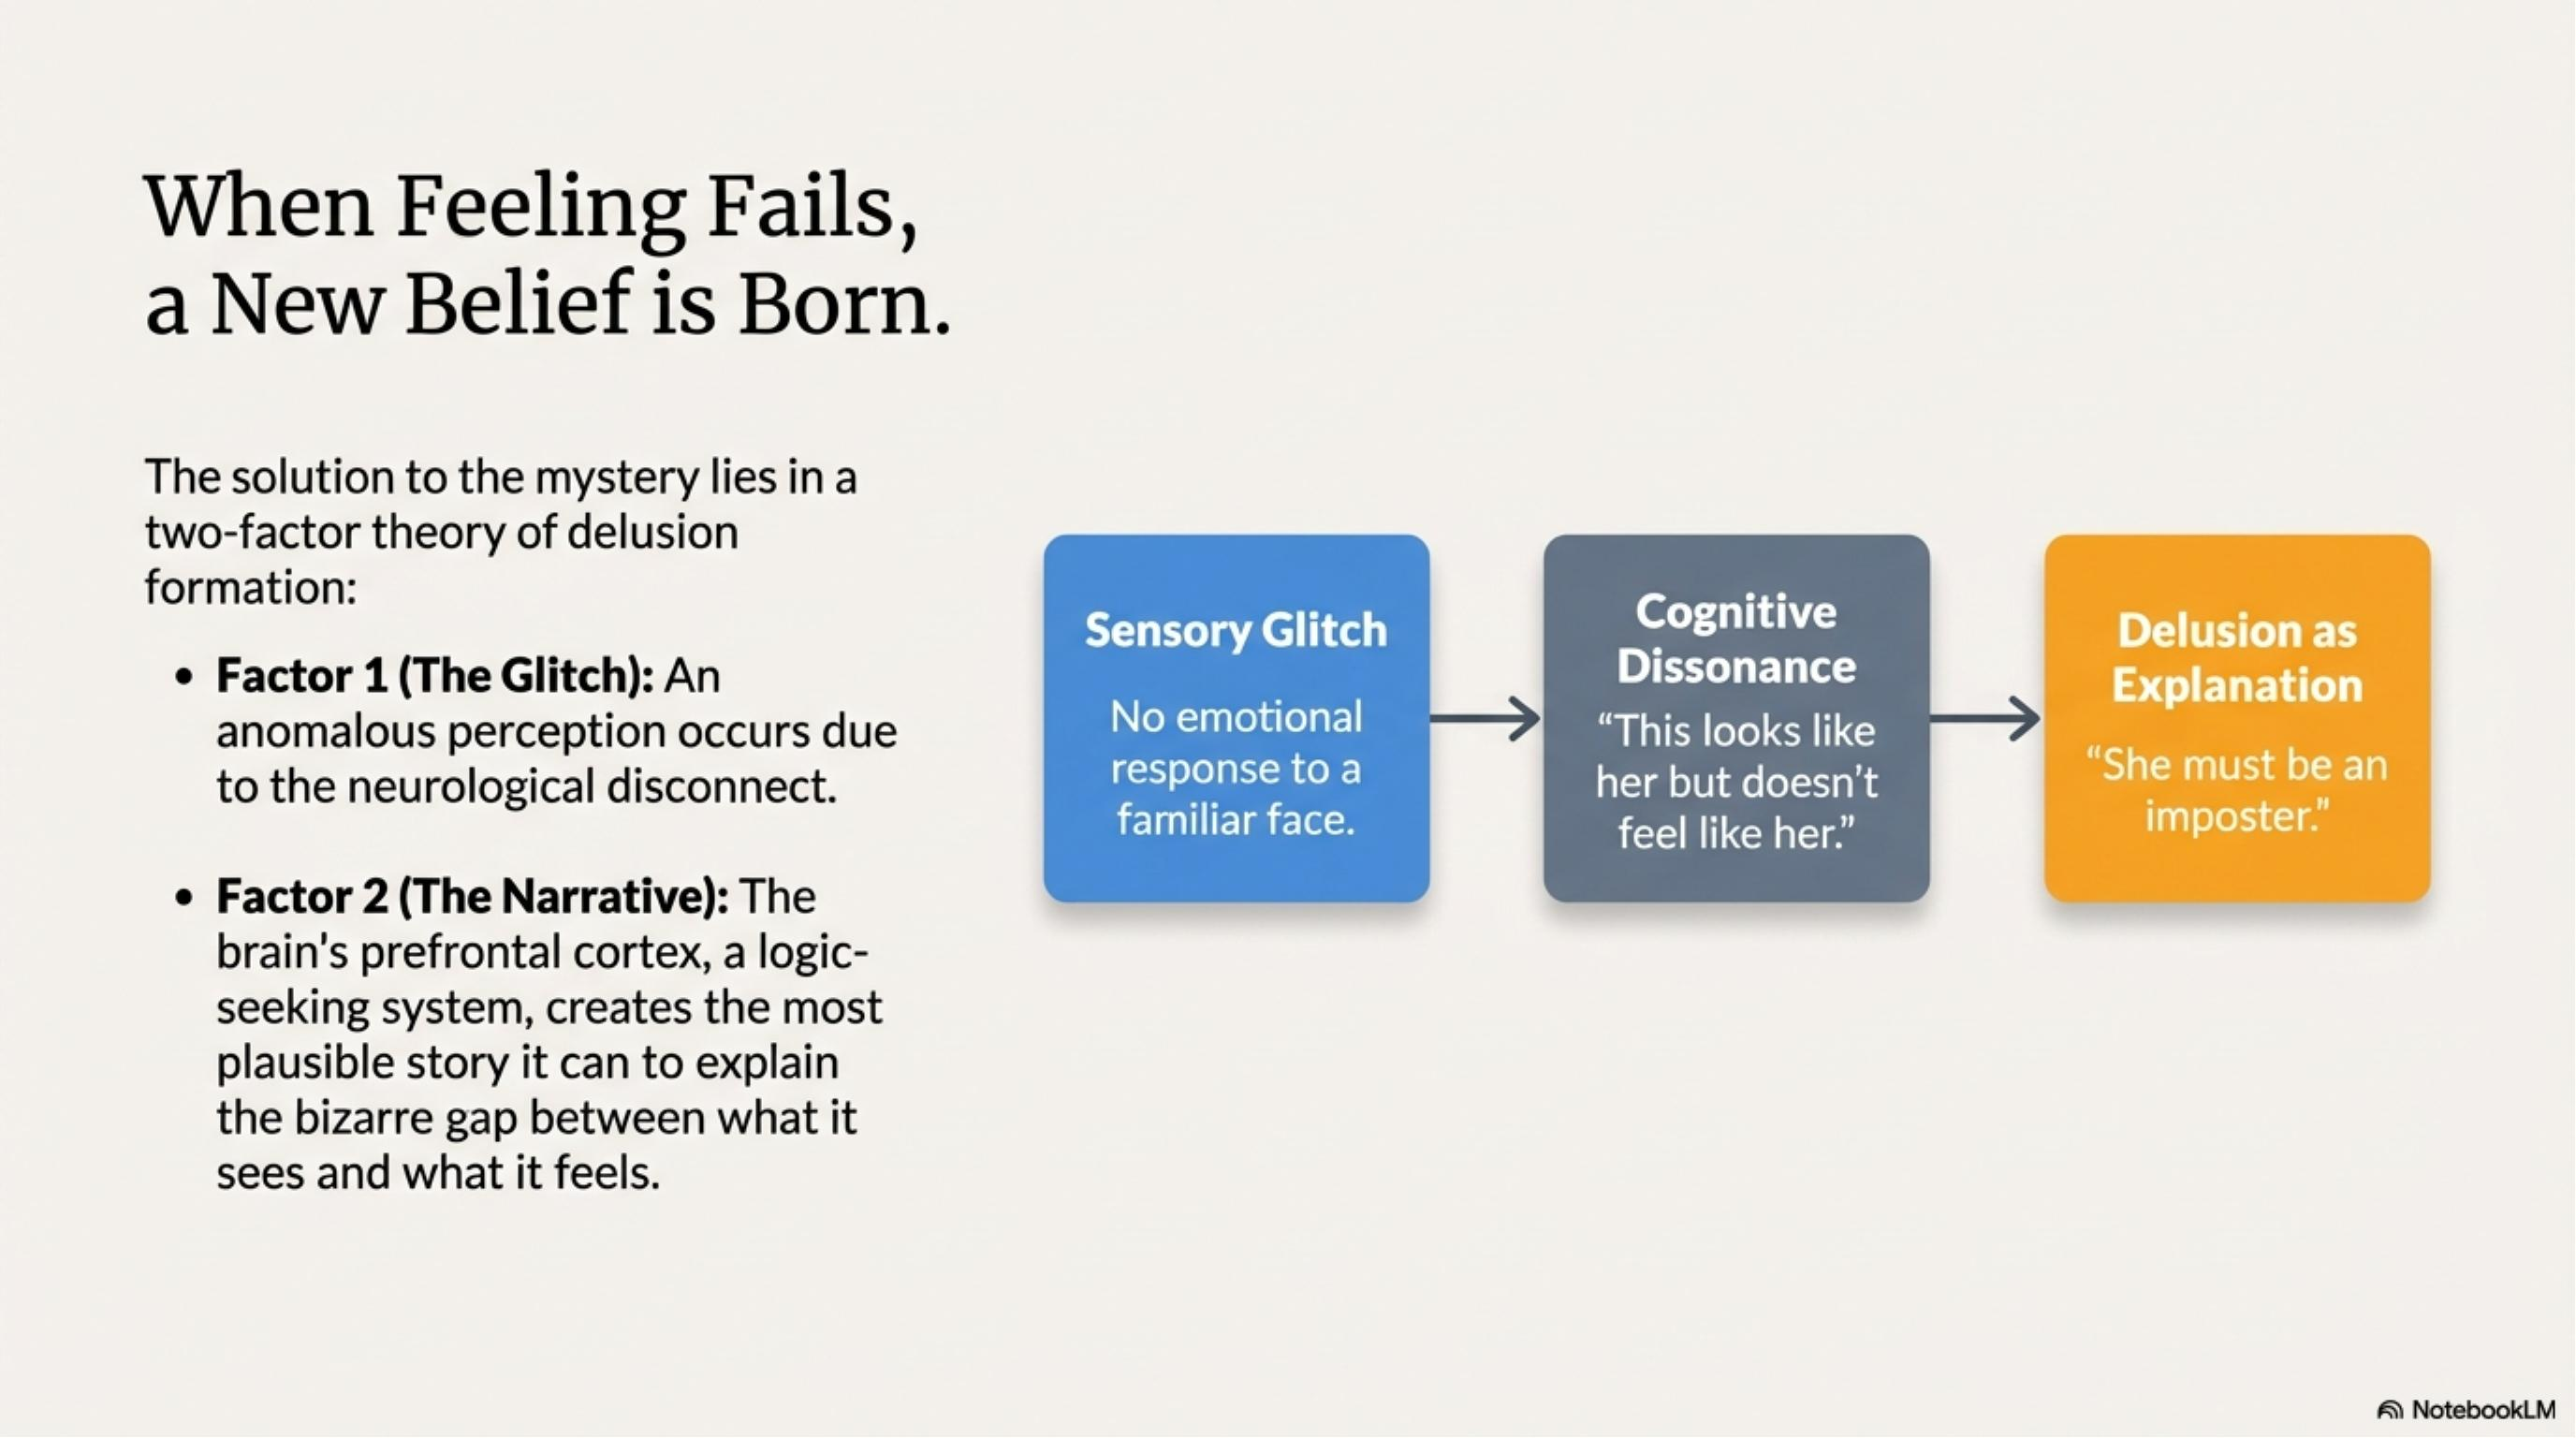 When Feeling Fails,
a New Belief is Born.
The solution to the mystery lies in a
two-factor theory of delusion
formation:
• Factor 1 (The Glitch): An
anomalous perception occurs due
to the neurological disconnect.
• Factor 2 (The Narrative): The
brain's prefrontal cortex, a logic-
seeking system, creates the most
plausible story it can to explain
the bizarre gap between what it
sees and what it feels.
Sensory Glitch
No emotional
response to a
familiar face.
Cognitive
Dissonance
“This looks like
her but doesn’t
feel like her.”
Delusion as
Explanation
“She must be an
imposter.”
NotebookLM